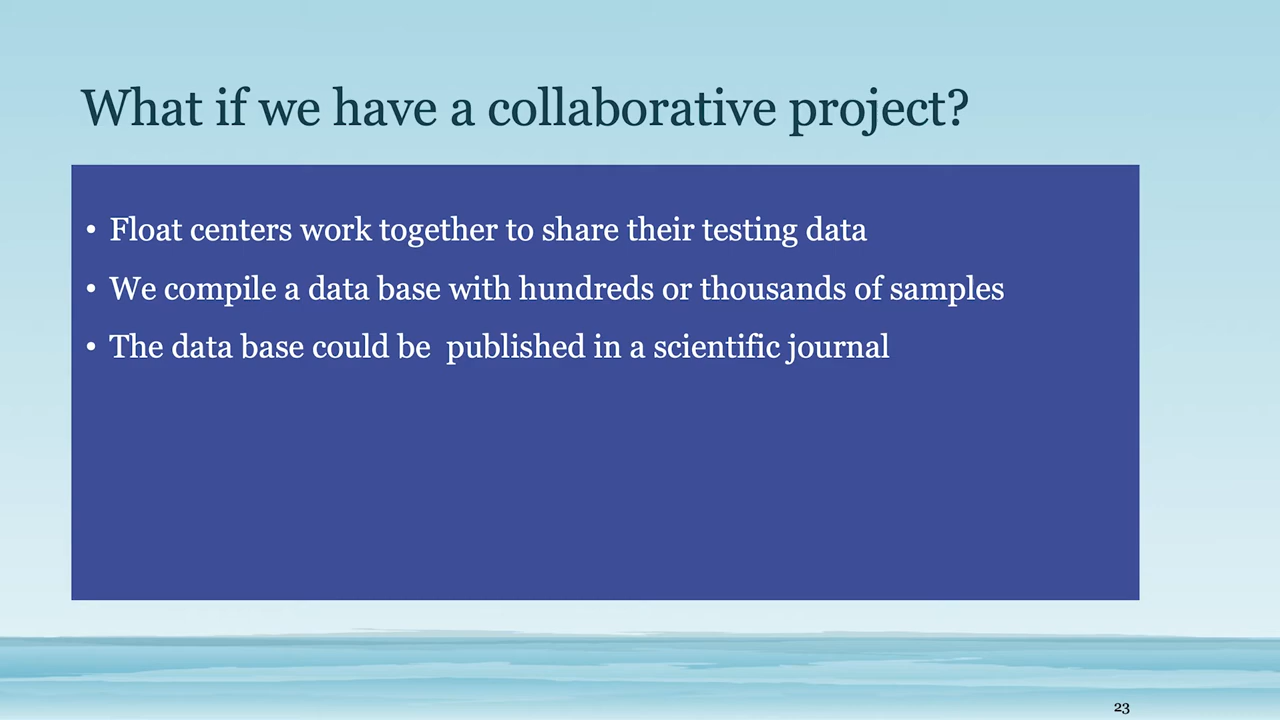 What if we have a collaborative project?
• Float centers work together to share their testing data
• We compile a data base with hundreds or thousands of samples
• The data base could be  published in a scientific journal
23